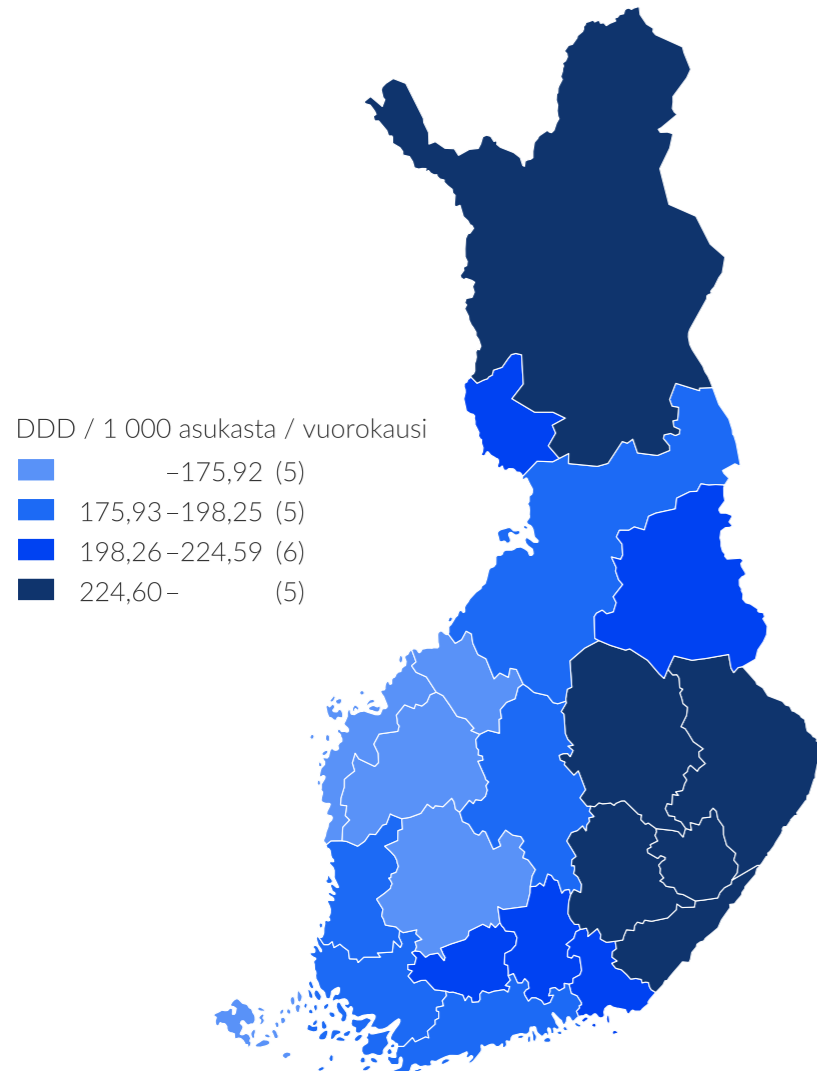 DDD / 1 000 asukasta / vuorokausi
–175,92 (5)
175,93–198,25 (5)
198,26–224,59 (6)
224,60– (5)